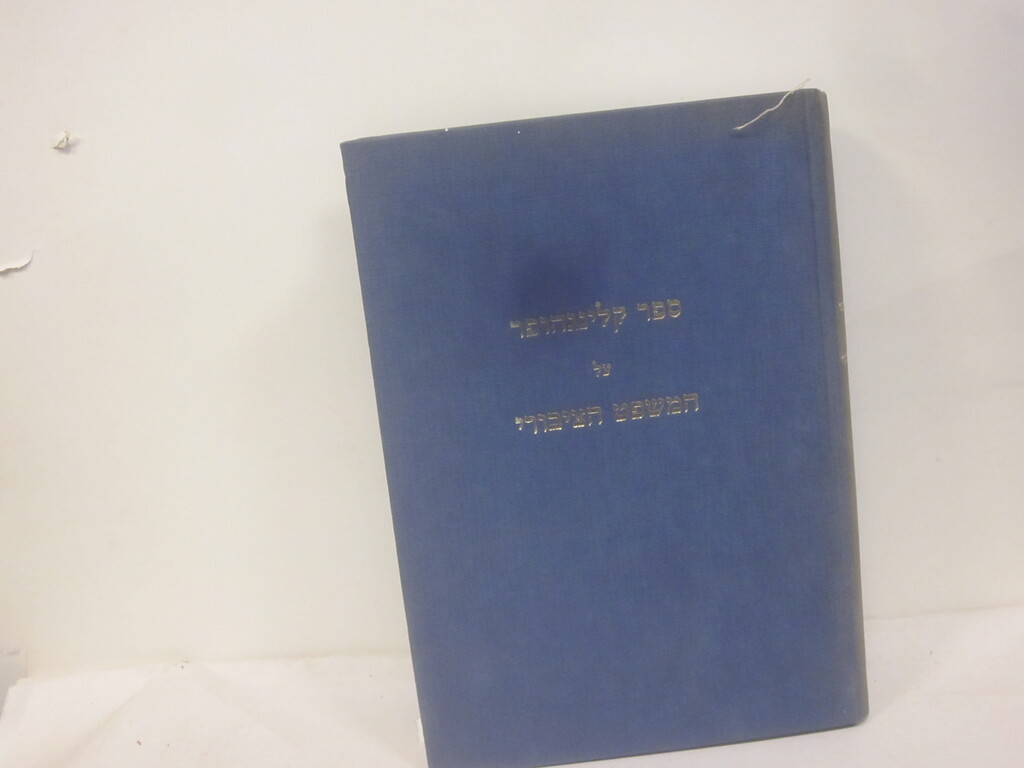 ספר קלינגהופר
על
המשפט הציבורי